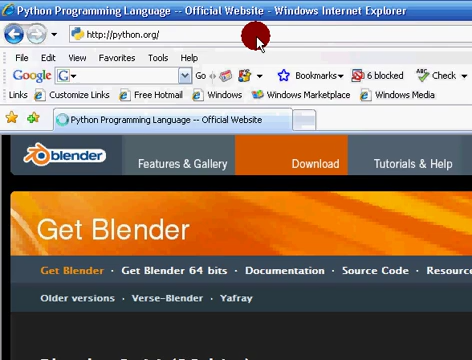 Python Programming Language -- Official Website - Windows Internet Explorer
http://python.org/
File Edit View Favorites Tools Help
Google G Go Bookmarks 6 blocked Check
Links Customize Links Free Hotmail Windows Windows Marketplace Windows Media
Python Programming Language -- Official Website
blender Features & Gallery Download Tutorials & Help
Get Blender
Get Blender · Get Blender 64 bits · Documentation · Source Code · Resource
Older versions · Verse-Blender · Yafray